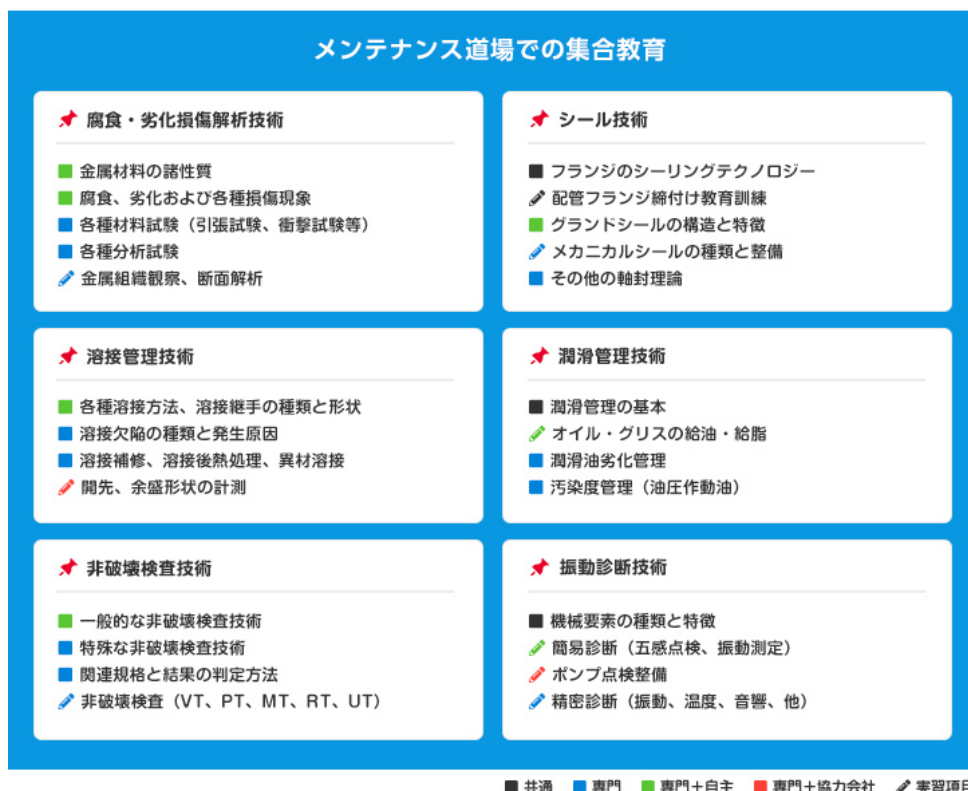 メンテナンス道場での集合教育
腐食・劣化損傷解析技術
金属材料の諸性質
腐食、劣化および各種損傷現象
各種材料試験（引張試験、衝撃試験等）
各種分析試験
金属組織観察、断面解析
シール技術
フランジのシーリングテクノロジー
配管フランジ締付け教育訓練
グランドシールの構造と特徴
メカニカルシールの種類と整備
その他の軸封理論
溶接管理技術
各種溶接方法、溶接継手の種類と形状
溶接欠陥の種類と発生原因
溶接補修、溶接後熱処理、異材溶接
開先、余盛形状の計測
潤滑管理技術
潤滑管理の基本
オイル・グリスの給油・給脂
潤滑油劣化管理
汚染度管理（油圧作動油）
非破壊検査技術
一般的な非破壊検査技術
特殊な非破壊検査技術
関連規格と結果の判定方法
非破壊検査（VT、PT、MT、RT、UT）
振動診断技術
機械要素の種類と特徴
簡易診断（五感点検、振動測定）
ポンプ点検整備
精密診断（振動、温度、音響、他）
共通 専門 専門＋自主 専門＋協力会社 実習項目